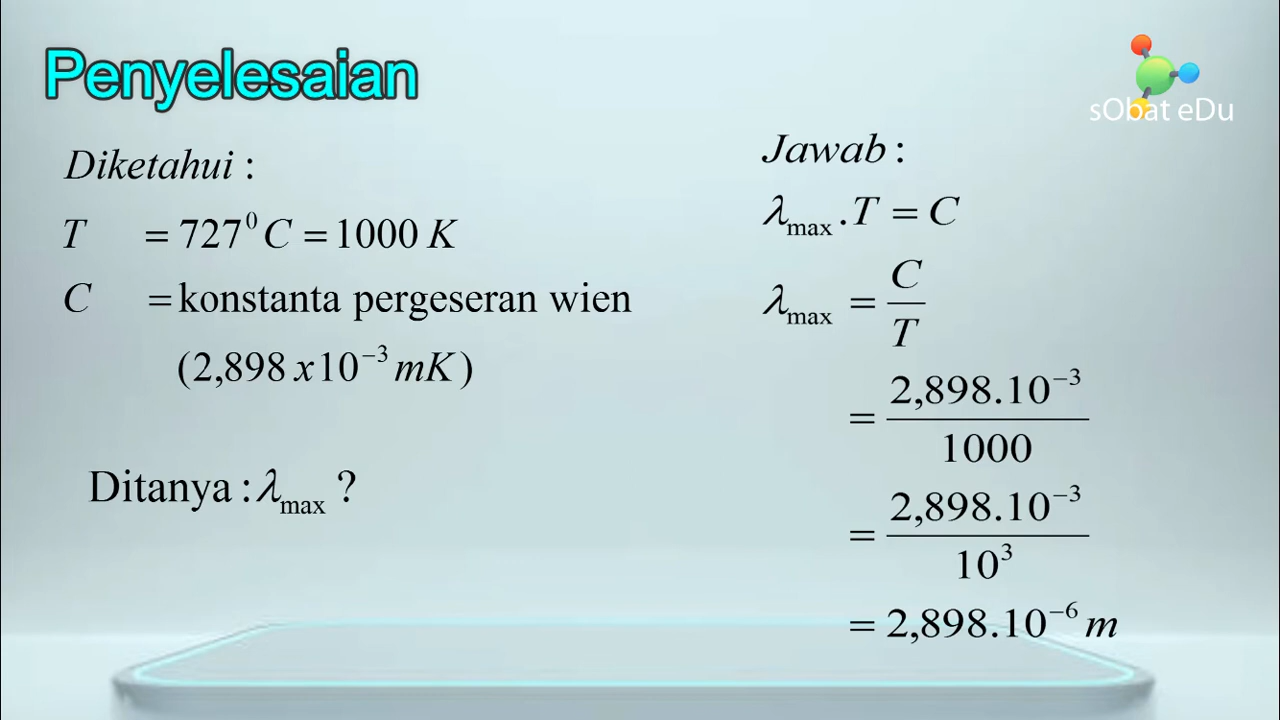 Penyelesaian
sObat eDu
Diketahui :
T = 727⁰ C = 1000 K
C = konstanta pergeseran wien
(2,898 x10⁻³ mK)
Ditanya : λmax ?
Jawab :
λmax . T = C
λmax = C
T
= 2,898.10⁻³
1000
= 2,898.10⁻³
10³
= 2,898.10⁻⁶ m